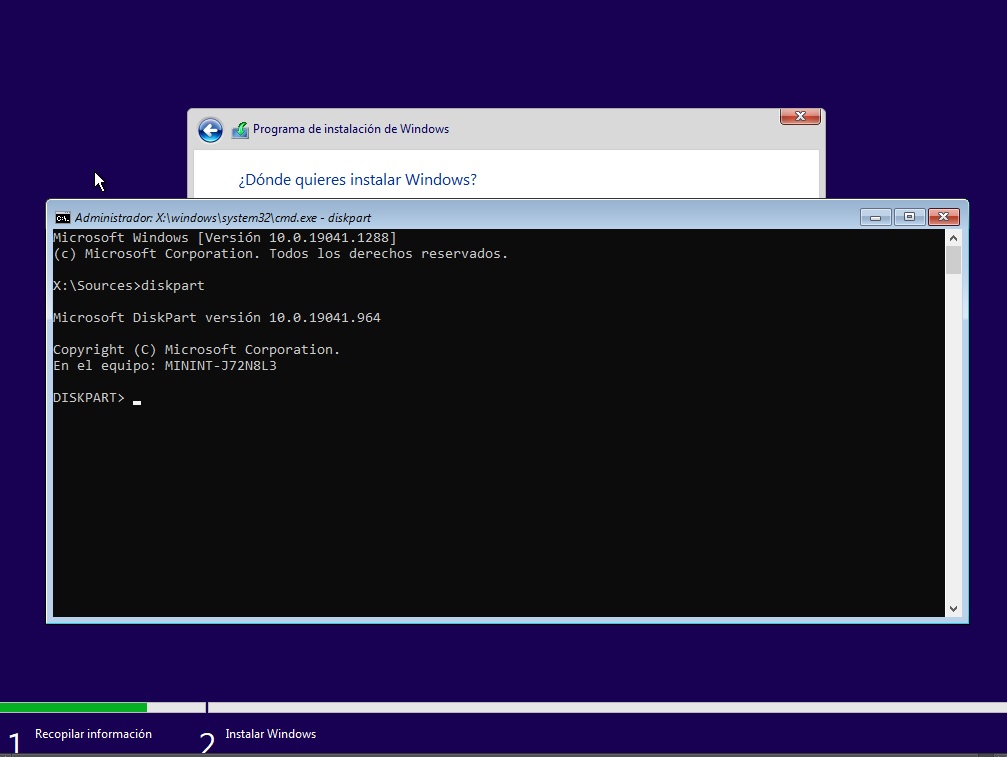 Programa de instalación de Windows
¿Dónde quieres instalar Windows?
Administrador: X:\windows\system32\cmd.exe - diskpart
Microsoft Windows [Versión 10.0.19041.1288]
(c) Microsoft Corporation. Todos los derechos reservados.
X:\Sources>diskpart
Microsoft DiskPart versión 10.0.19041.964
Copyright (C) Microsoft Corporation.
En el equipo: MININT-J72N8L3
DISKPART>
1 Recopilar información
2 Instalar Windows